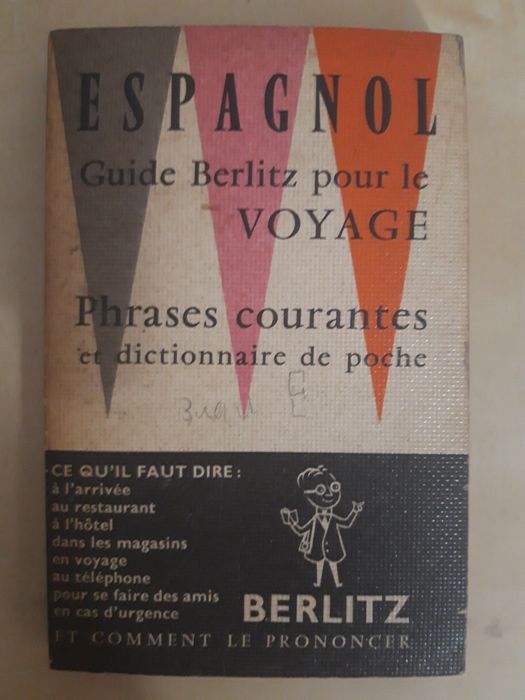 ESPAGNOL
Guide Berlitz pour le
VOYAGE
Phrases courantes
et dictionnaire de poche
CE QU'IL FAUT DIRE :
à l'arrivée
au restaurant
à l'hôtel
dans les magasins
en voyage
au téléphone
pour se faire des amis
en cas d'urgence
BERLITZ
ET COMMENT LE PRONONCER